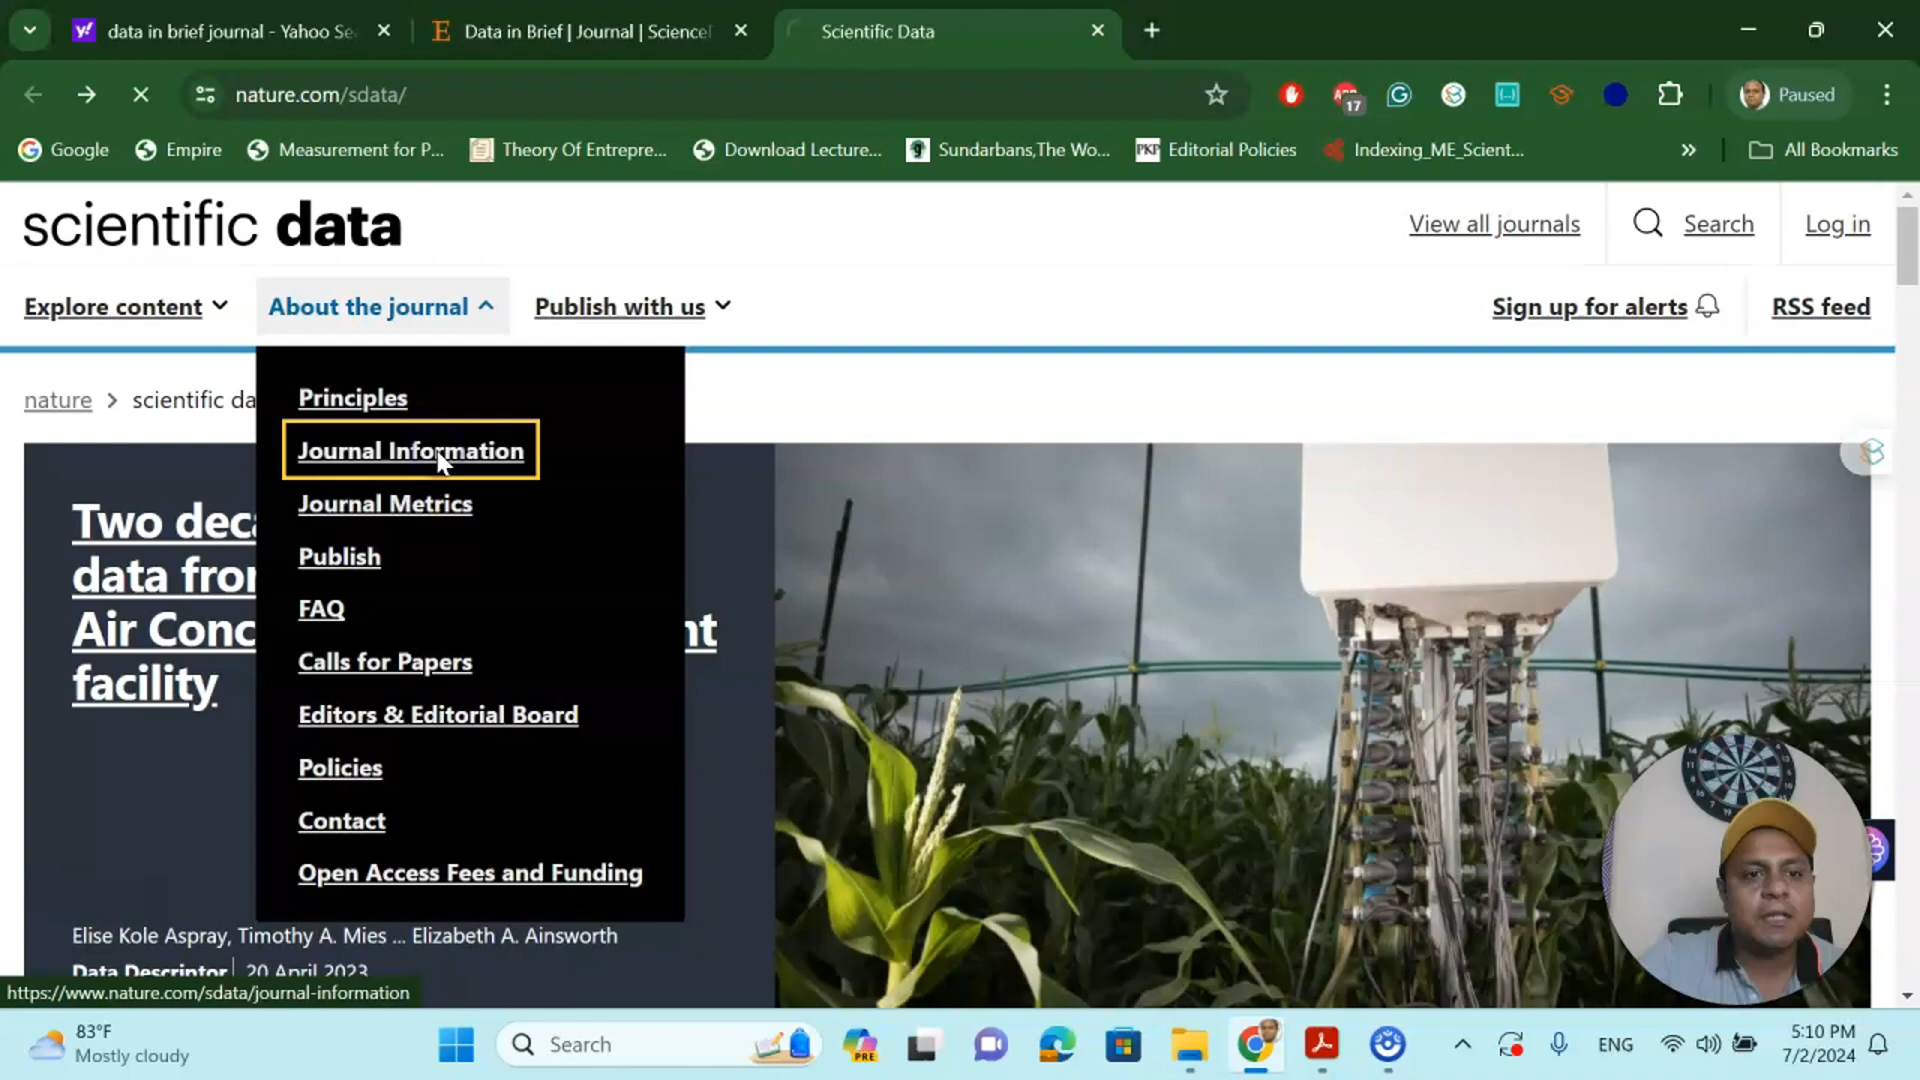 data in brief journal - Yahoo Se
Data in Brief | Journal | Science
Scientific Data
nature.com/sdata/
17
Paused
Google
Empire
Measurement for P...
Theory Of Entrepre...
Download Lecture...
Sundarbans,The Wo...
PKP Editorial Policies
Indexing_ME_Scient...
All Bookmarks
scientific data
View all journals
Search
Log in
Explore content
About the journal
Publish with us
Sign up for alerts
RSS feed
nature > scientific da
Principles
Journal Information
Journal Metrics
Publish
FAQ
Calls for Papers
Editors & Editorial Board
Policies
Contact
Open Access Fees and Funding
Two dec
data fro
Air Conc
nt
facility
Elise Kole Aspray, Timothy A. Mies ... Elizabeth A. Ainsworth
Data Descriptor | 20 April 2023
https://www.nature.com/sdata/journal-information
83°F
Mostly cloudy
Search
PRE
ENG
5:10 PM
7/2/2024